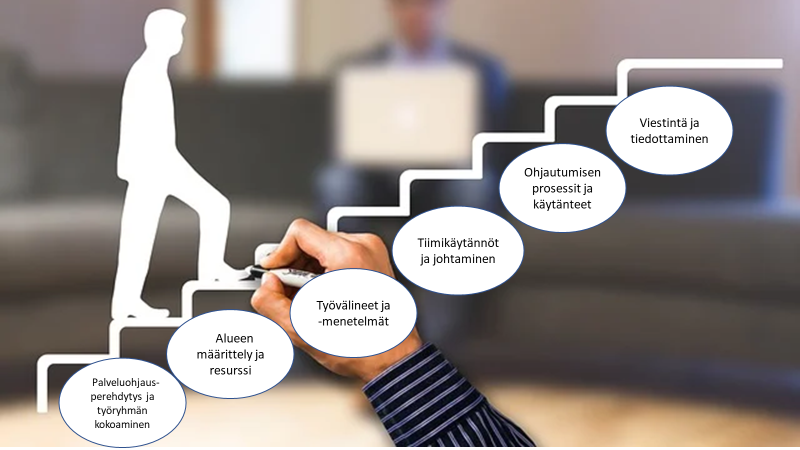 Viestintä ja
tiedottaminen
Ohjautumisen
prosessit ja
käytänteet
Tiimikäytännöt
ja johtaminen
Työvälineet ja
-menetelmät
Alueen
määrittely ja
resurssi
Palveluohjaus-
perehdytys ja
työryhmän
kokoaminen